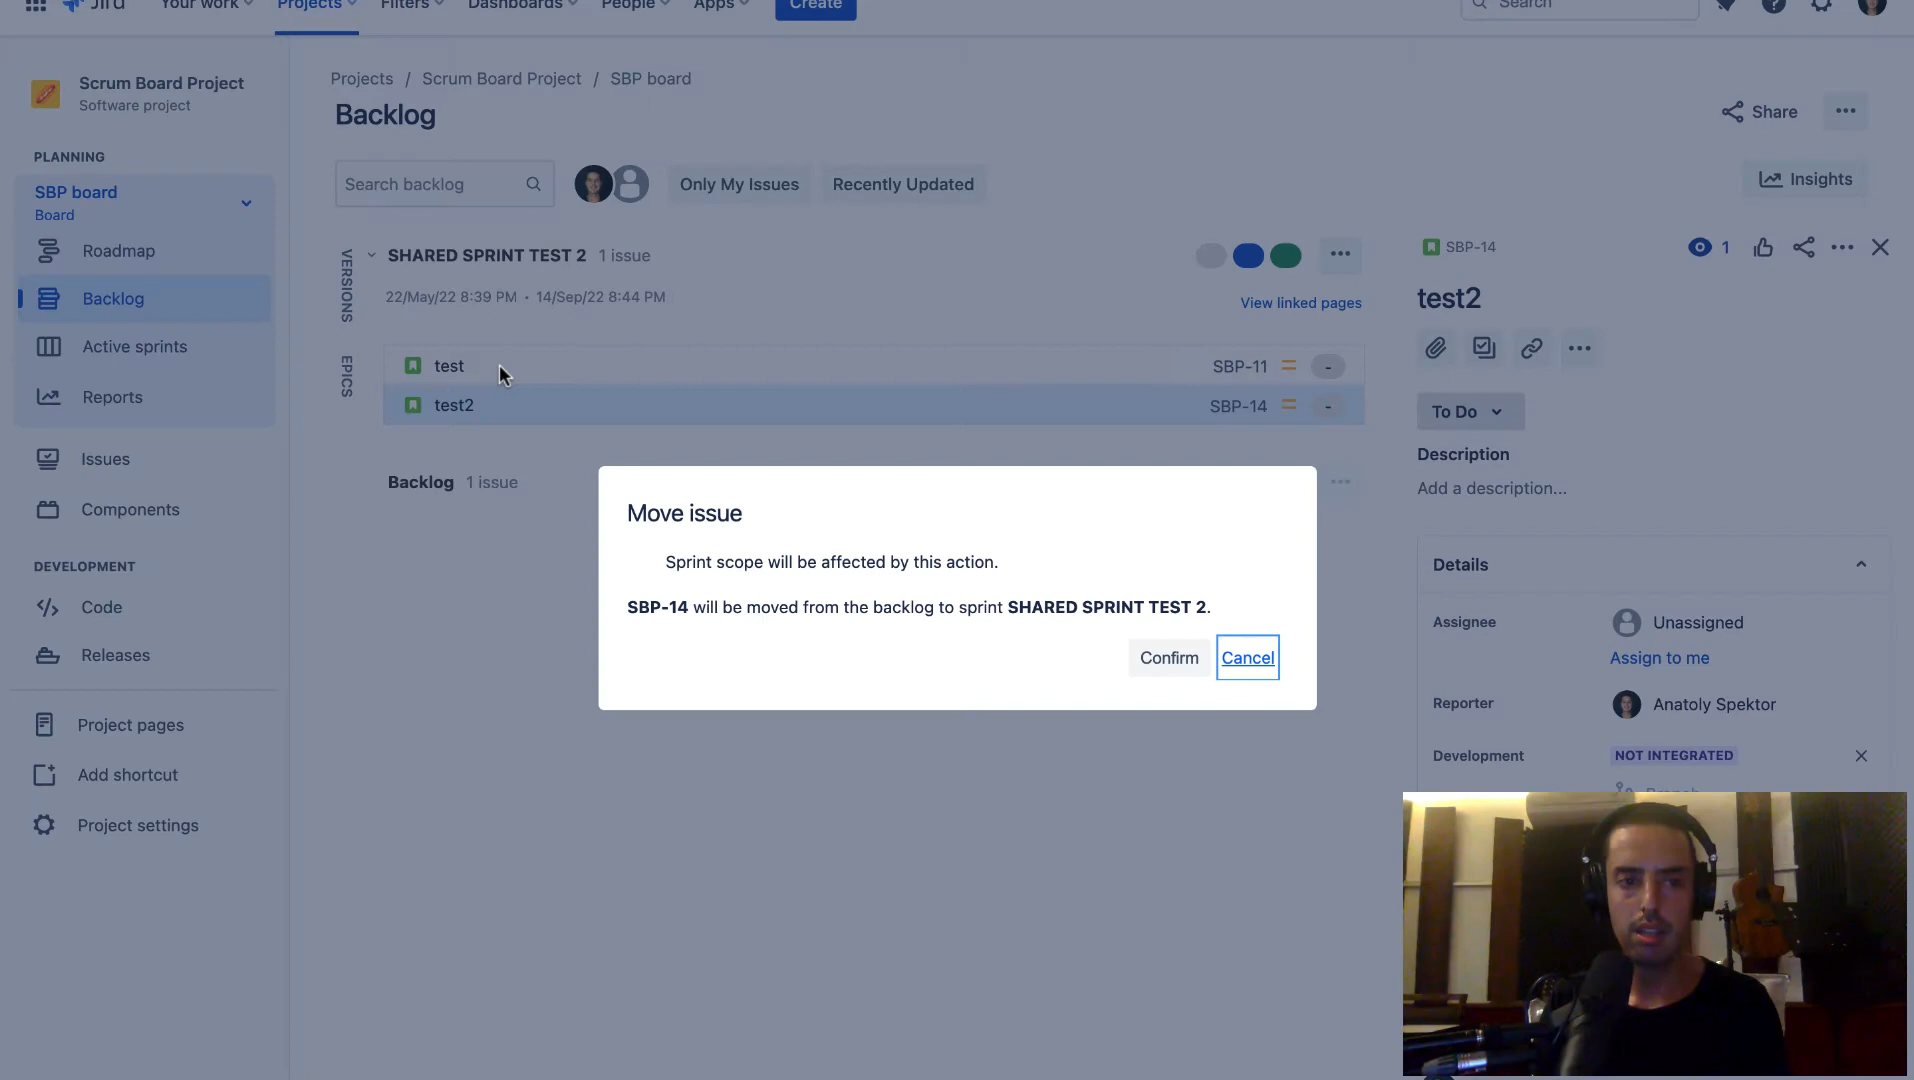 Jira
Your work
Projects
Filters
Dashboards
People
Apps
Create
Search
Scrum Board Project
Software project
PLANNING
SBP board
Board
Roadmap
Backlog
Active sprints
Reports
Issues
Components
DEVELOPMENT
Code
Releases
Project pages
Add shortcut
Project settings
Projects / Scrum Board Project / SBP board
Backlog
Share
Search backlog
Only My Issues
Recently Updated
Insights
VERSIONS
EPICS
SHARED SPRINT TEST 2 1 issue
22/May/22 8:39 PM • 14/Sep/22 8:44 PM
View linked pages
test SBP-11 -
test2 SBP-14 -
Backlog 1 issue
Move issue
Sprint scope will be affected by this action.
SBP-14 will be moved from the backlog to sprint SHARED SPRINT TEST 2.
Confirm Cancel
SBP-14
1
test2
To Do
Description
Add a description...
Details
Assignee
Unassigned
Assign to me
Reporter
Anatoly Spektor
Development
NOT INTEGRATED